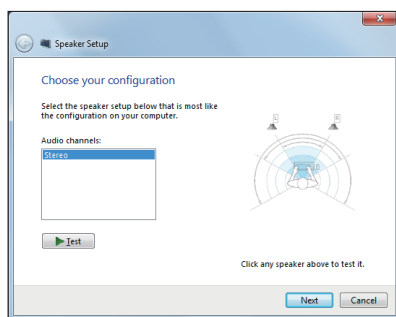 Speaker Setup
Choose your configuration
Select the speaker setup below that is most like
the configuration on your computer.
Audio channels:
Stereo
L
R
Test
Click any speaker above to test it.
Next
Cancel